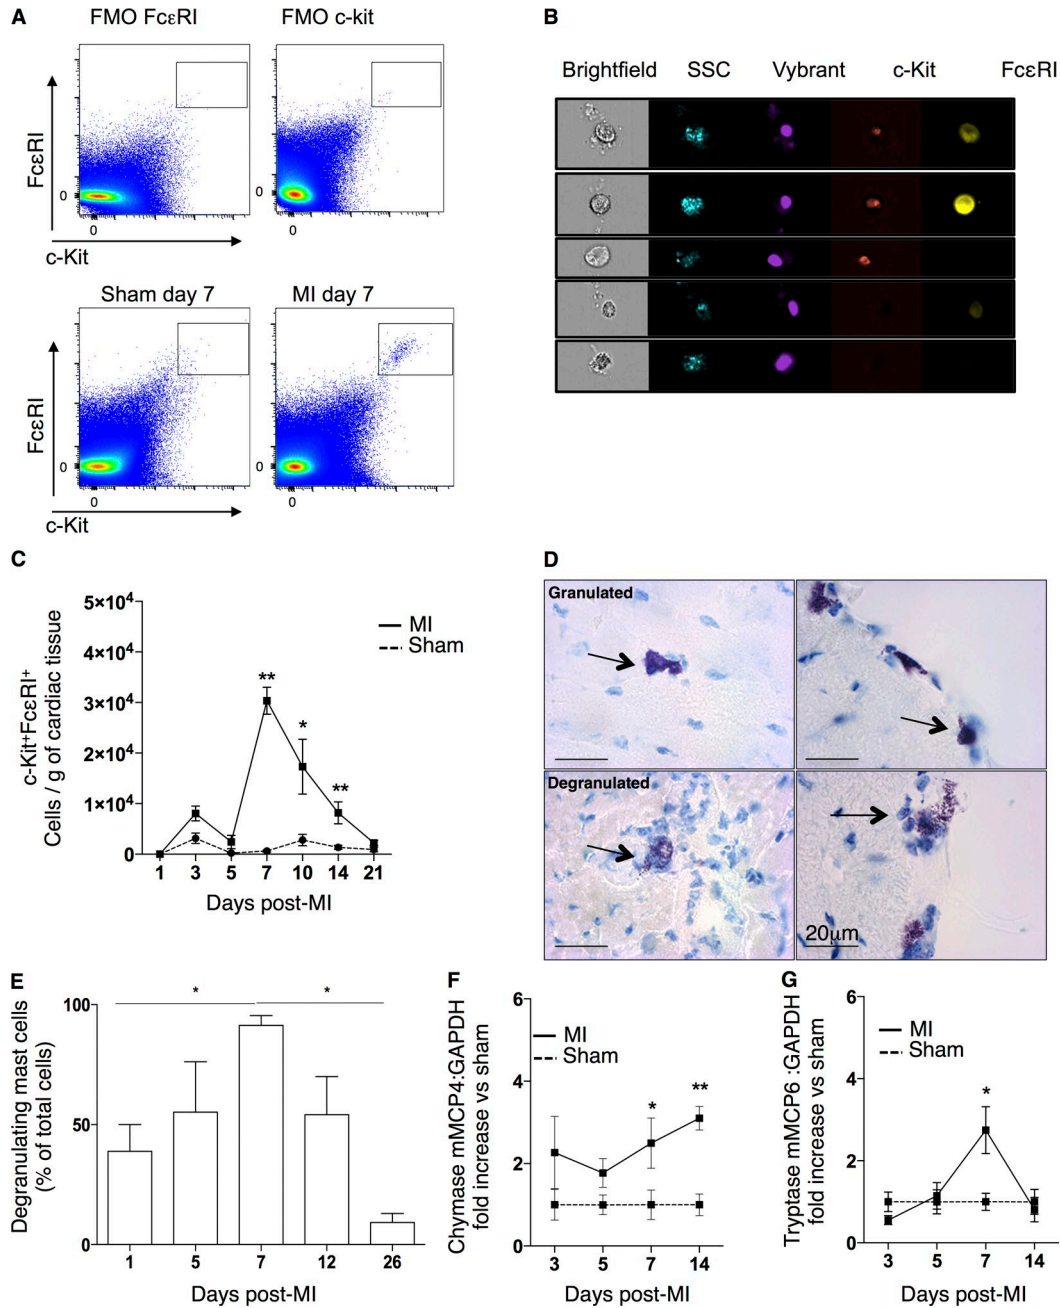 A
FMO FcεRI
FMO c-kit
FcεRI
0
0
0
0
c-Kit
Sham day 7
MI day 7
FcεRI
0
0
0
0
c-Kit
B
Brightfield SSC Vybrant c-Kit FcεRI
C
c-Kit⁺FcεRI⁺
Cells / g of cardiac tissue
5×10⁴
4×10⁴
3×10⁴
2×10⁴
1×10⁴
0
MI
Sham
**
*
**
1 3 5 7 10 14 21
Days post-MI
D
Granulated
Degranulated
20μm
E
Degranulating mast cells
(% of total cells)
100
50
0
*
*
1 5 7 12 26
Days post-MI
F
Chymase mMCP4:GAPDH
fold increase vs sham
6
4
2
0
MI
Sham
*
**
3 5 7 14
Days post-MI
G
Tryptase mMCP6 :GAPDH
fold increase vs sham
6
4
2
0
MI
Sham
*
3 5 7 14
Days post-MI